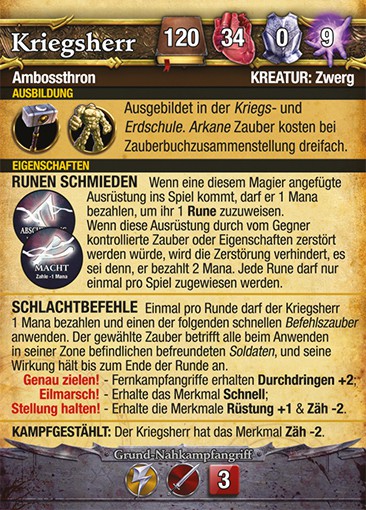 Kriegsherr 120 34 0 9
Ambossthron KREATUR: Zwerg
AUSBILDUNG
Ausgebildet in der Kriegs- und
Erdschule. Arkane Zauber kosten bei
Zauberbuchzusammenstellung dreifach.
EIGENSCHAFTEN
RUNEN SCHMIEDEN Wenn eine diesem Magier angefügte
Ausrüstung ins Spiel kommt, darf er 1 Mana
bezahlen, um ihr 1 Rune zuzuweisen.
Wenn diese Ausrüstung durch vom Gegner
kontrollierte Zauber oder Eigenschaften zerstört
werden würde, wird die Zerstörung verhindert, es
sei denn, er bezahlt 2 Mana. Jede Rune darf nur
einmal pro Spiel zugewiesen werden.
MACHT
Zahle -1 Mana
SCHLACHTBEFEHLE Einmal pro Runde darf der Kriegsherr
1 Mana bezahlen und einen der folgenden schnellen Befehlszauber
anwenden. Der gewählte Zauber betrifft alle beim Anwenden
in seiner Zone befindlichen befreundeten Soldaten, und seine
Wirkung hält bis zum Ende der Runde an.
Genau zielen! - Fernkampfangriffe erhalten Durchdringen +2;
Eilmarsch! - Erhalte das Merkmal Schnell;
Stellung halten! - Erhalte die Merkmale Rüstung +1 & Zäh -2.
KAMPFGESTÄHLT: Der Kriegsherr hat das Merkmal Zäh -2.
Grund-Nahkampfangriff
3